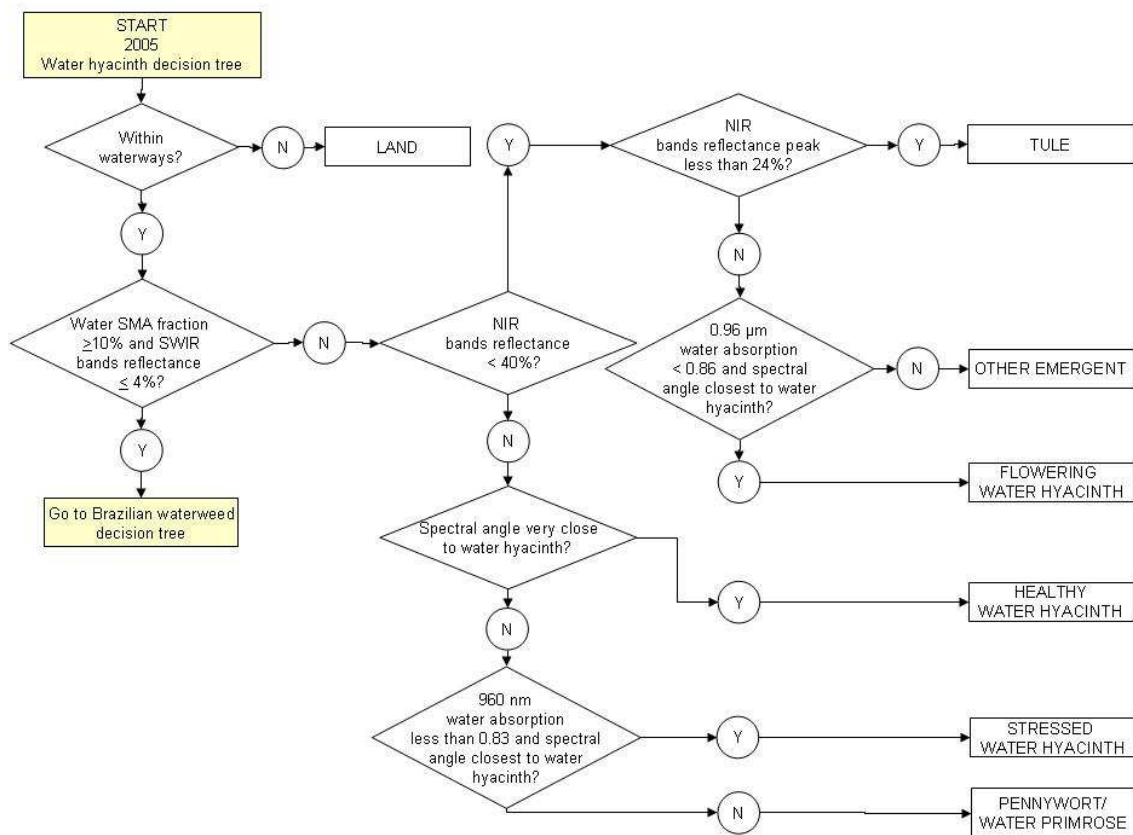 START
2005
Water hyacinth decision tree
Within
waterways?
N
LAND
Y
Water SMA fraction
≥10% and SWIR
bands reflectance
≤ 4%?
Y
Go to Brazilian waterweed
decision tree
N
NIR
bands reflectance
< 40%?
Y
NIR
bands reflectance peak
less than 24%?
Y
TULE
N
0.96 µm
water absorption
< 0.86 and spectral
angle closest to water
hyacinth?
N
OTHER EMERGENT
Y
FLOWERING
WATER HYACINTH
N
Spectral angle very close
to water hyacinth?
Y
HEALTHY
WATER HYACINTH
N
960 nm
water absorption
less than 0.83 and spectral
angle closest to water
hyacinth?
Y
STRESSED
WATER HYACINTH
N
PENNYWORT/
WATER PRIMROSE